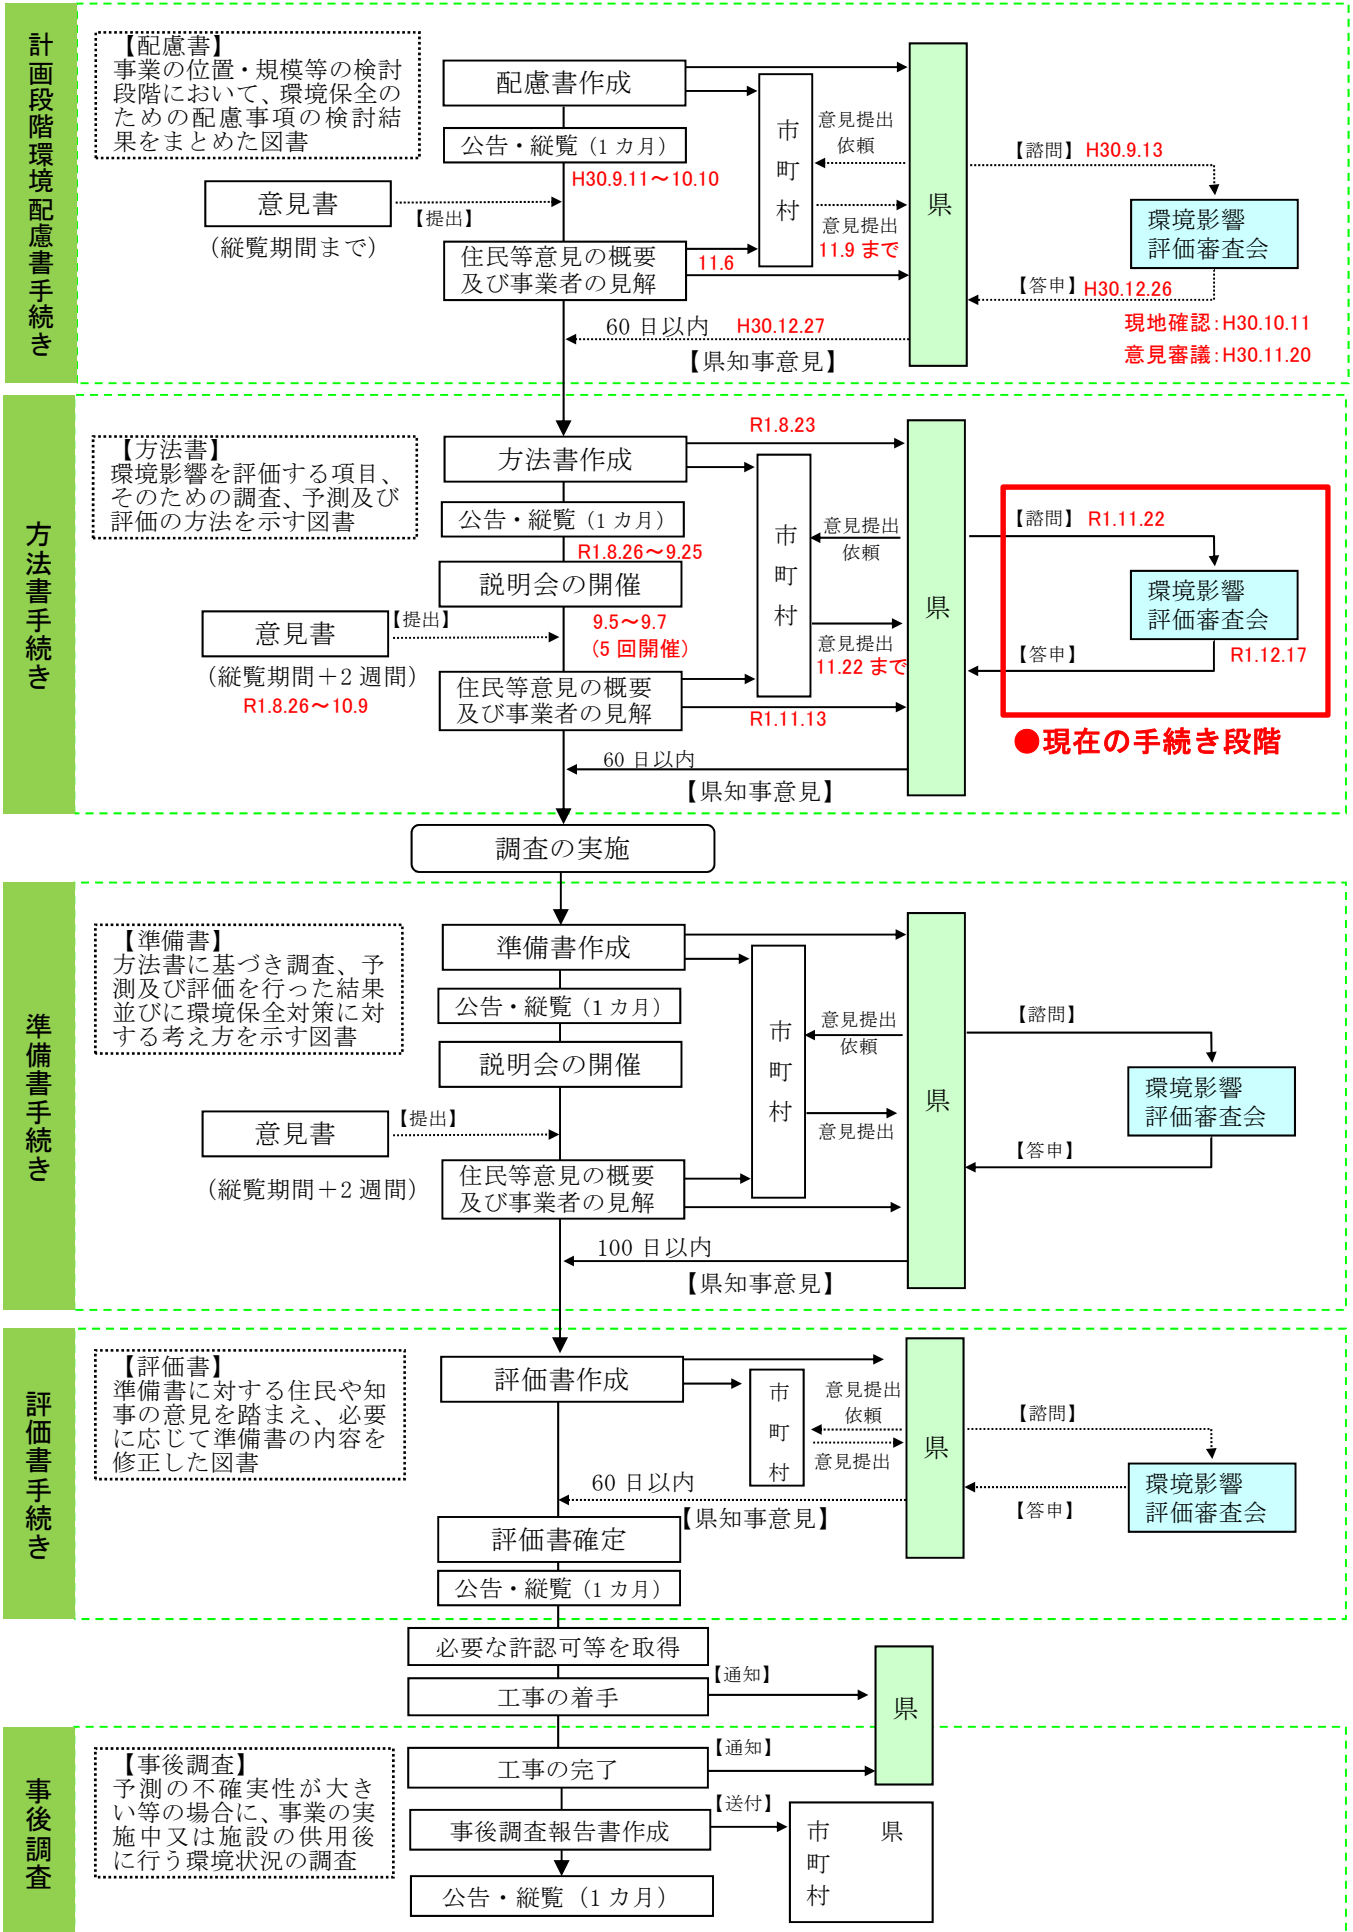 計画段階環境配慮書手続き
【配慮書】
事業の位置・規模等の検討
段階において、環境保全の
ための配慮事項の検討結
果をまとめた図書
配慮書作成
公告・縦覧（1 カ月）
H30.9.11～10.10
意見書
【提出】
（縦覧期間まで）
住民等意見の概要
及び事業者の見解
11.6
市町村
意見提出
依頼
意見提出
11.9 まで
県
【諮問】 H30.9.13
環境影響
評価審査会
【答申】 H30.12.26
現地確認：H30.10.11
意見審議：H30.11.20
60 日以内 H30.12.27
【県知事意見】
方法書手続き
【方法書】
環境影響を評価する項目、
そのための調査、予測及び
評価の方法を示す図書
方法書作成
R1.8.23
公告・縦覧（1 カ月）
R1.8.26～9.25
説明会の開催
9.5～9.7
（5 回開催）
意見書
【提出】
（縦覧期間＋2 週間）
R1.8.26～10.9
住民等意見の概要
及び事業者の見解
R1.11.13
市町村
意見提出
依頼
意見提出
11.22 まで
県
【諮問】 R1.11.22
環境影響
評価審査会
【答申】
R1.12.17
●現在の手続き段階
60 日以内
【県知事意見】
調査の実施
準備書手続き
【準備書】
方法書に基づき調査、予
測及び評価を行った結果
並びに環境保全対策に対
する考え方を示す図書
準備書作成
公告・縦覧（1 カ月）
説明会の開催
意見書
【提出】
（縦覧期間＋2 週間）
住民等意見の概要
及び事業者の見解
市町村
意見提出
依頼
意見提出
県
【諮問】
環境影響
評価審査会
【答申】
100 日以内
【県知事意見】
評価書手続き
【評価書】
準備書に対する住民や知
事の意見を踏まえ、必要
に応じて準備書の内容を
修正した図書
評価書作成
市町村
意見提出
依頼
意見提出
県
【諮問】
環境影響
評価審査会
【答申】
60 日以内
【県知事意見】
評価書確定
公告・縦覧（1 カ月）
必要な許認可等を取得
工事の着手
【通知】
県
事後調査
【事後調査】
予測の不確実性が大き
い等の場合に、事業の実
施中又は施設の供用後
に行う環境状況の調査
工事の完了
【通知】
事後調査報告書作成
【送付】
市町村
県
公告・縦覧（1 カ月）